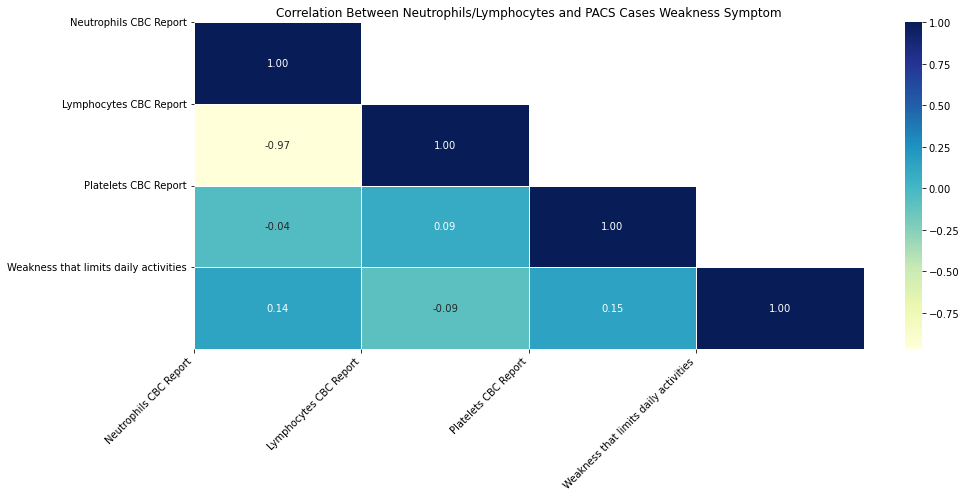 Correlation Between Neutrophils/Lymphocytes and PACS Cases Weakness Symptom
Neutrophils CBC Report
1.00
Lymphocytes CBC Report
-0.97
1.00
Platelets CBC Report
-0.04
0.09
1.00
Weakness that limits daily activities
0.14
-0.09
0.15
1.00
Neutrophils CBC Report
Lymphocytes CBC Report
Platelets CBC Report
Weakness that limits daily activities
1.00
0.75
0.50
0.25
0.00
−0.25
−0.50
−0.75